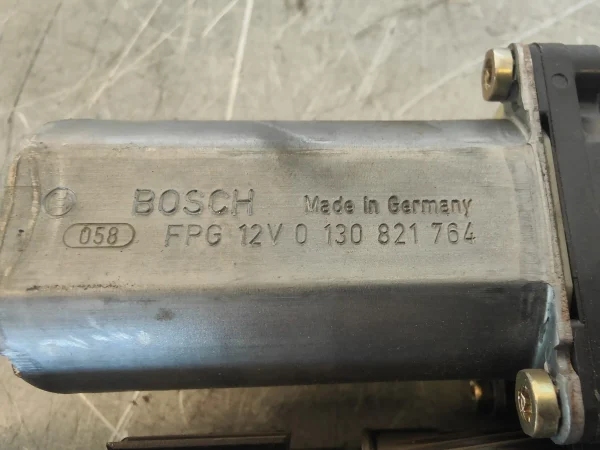 BOSCH Made in Germany
058 FPG 12V 0 130 821 764